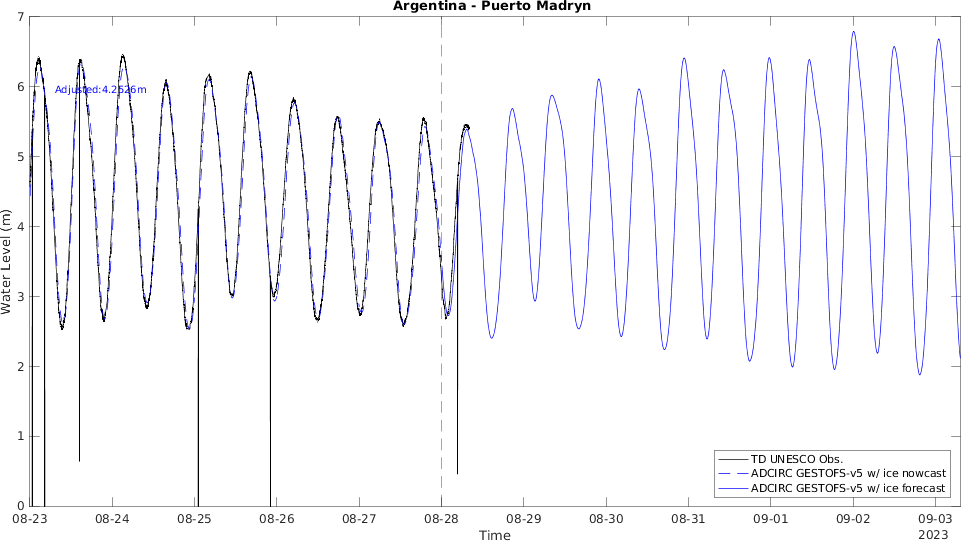 Argentina - Puerto Madryn
7
6
5
4
3
2
1
0
Water Level (m)
Adjusted:4.2526m
TD UNESCO Obs.
ADCIRC GESTOFS-v5 w/ ice nowcast
ADCIRC GESTOFS-v5 w/ ice forecast
08-23 08-24 08-25 08-26 08-27 08-28 08-29 08-30 08-31 09-01 09-02 09-03
Time 2023